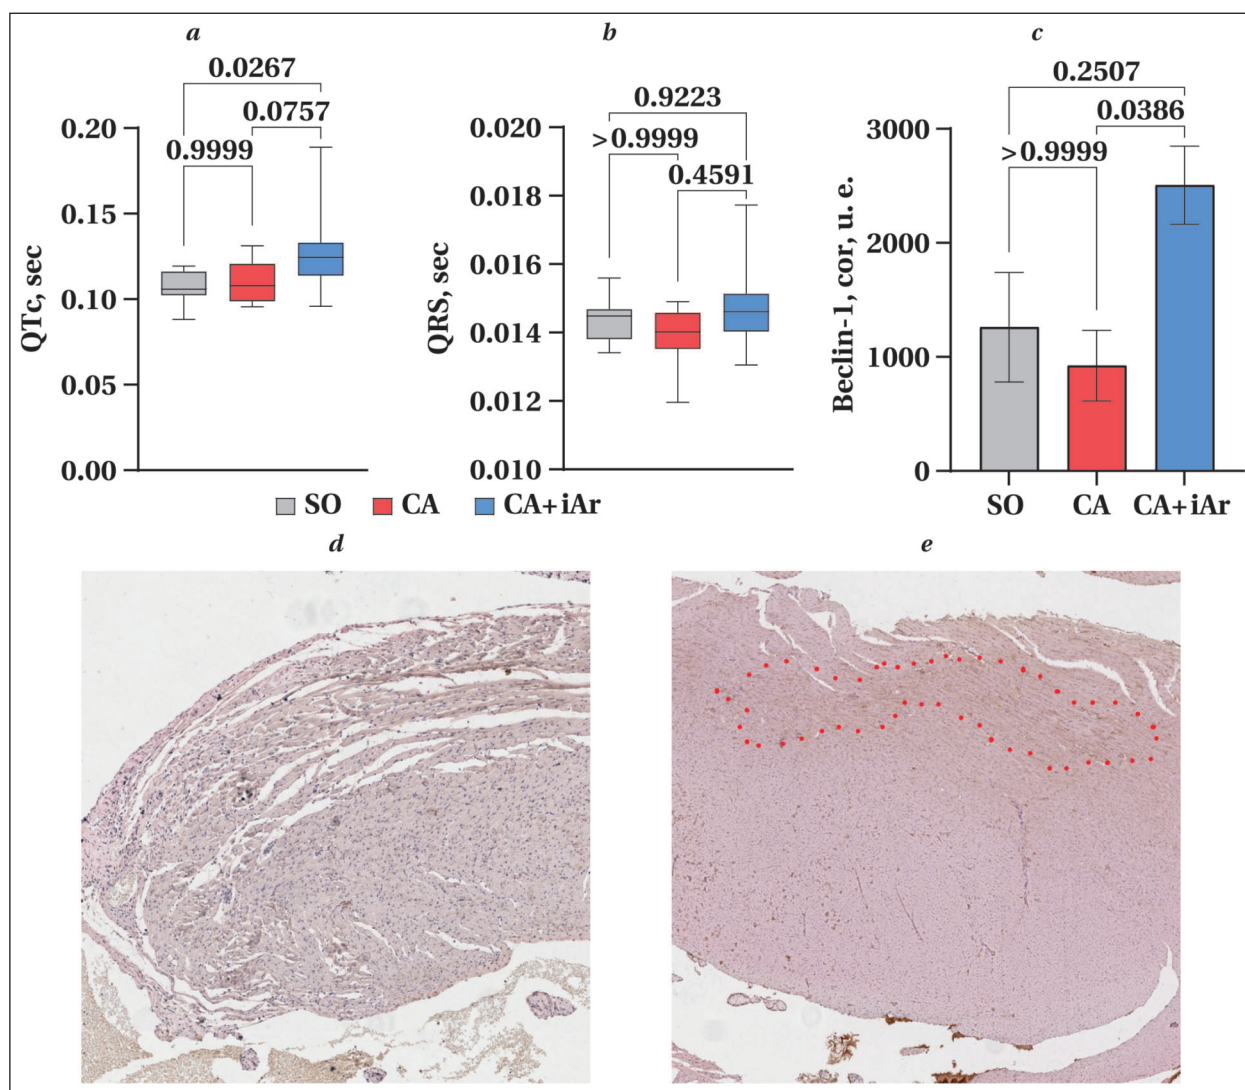 a
0.0267
0.0757
0.9999
0.20
0.15
0.10
0.05
0.00
QTc, sec
b
0.9223
>0.9999
0.4591
0.020
0.018
0.016
0.014
0.012
0.010
QRS, sec
c
0.2507
0.0386
>0.9999
3000
2000
1000
0
Beclin-1, cor, u. e.
SO CA CA+iAr
SO CA CA+iAr
d
e